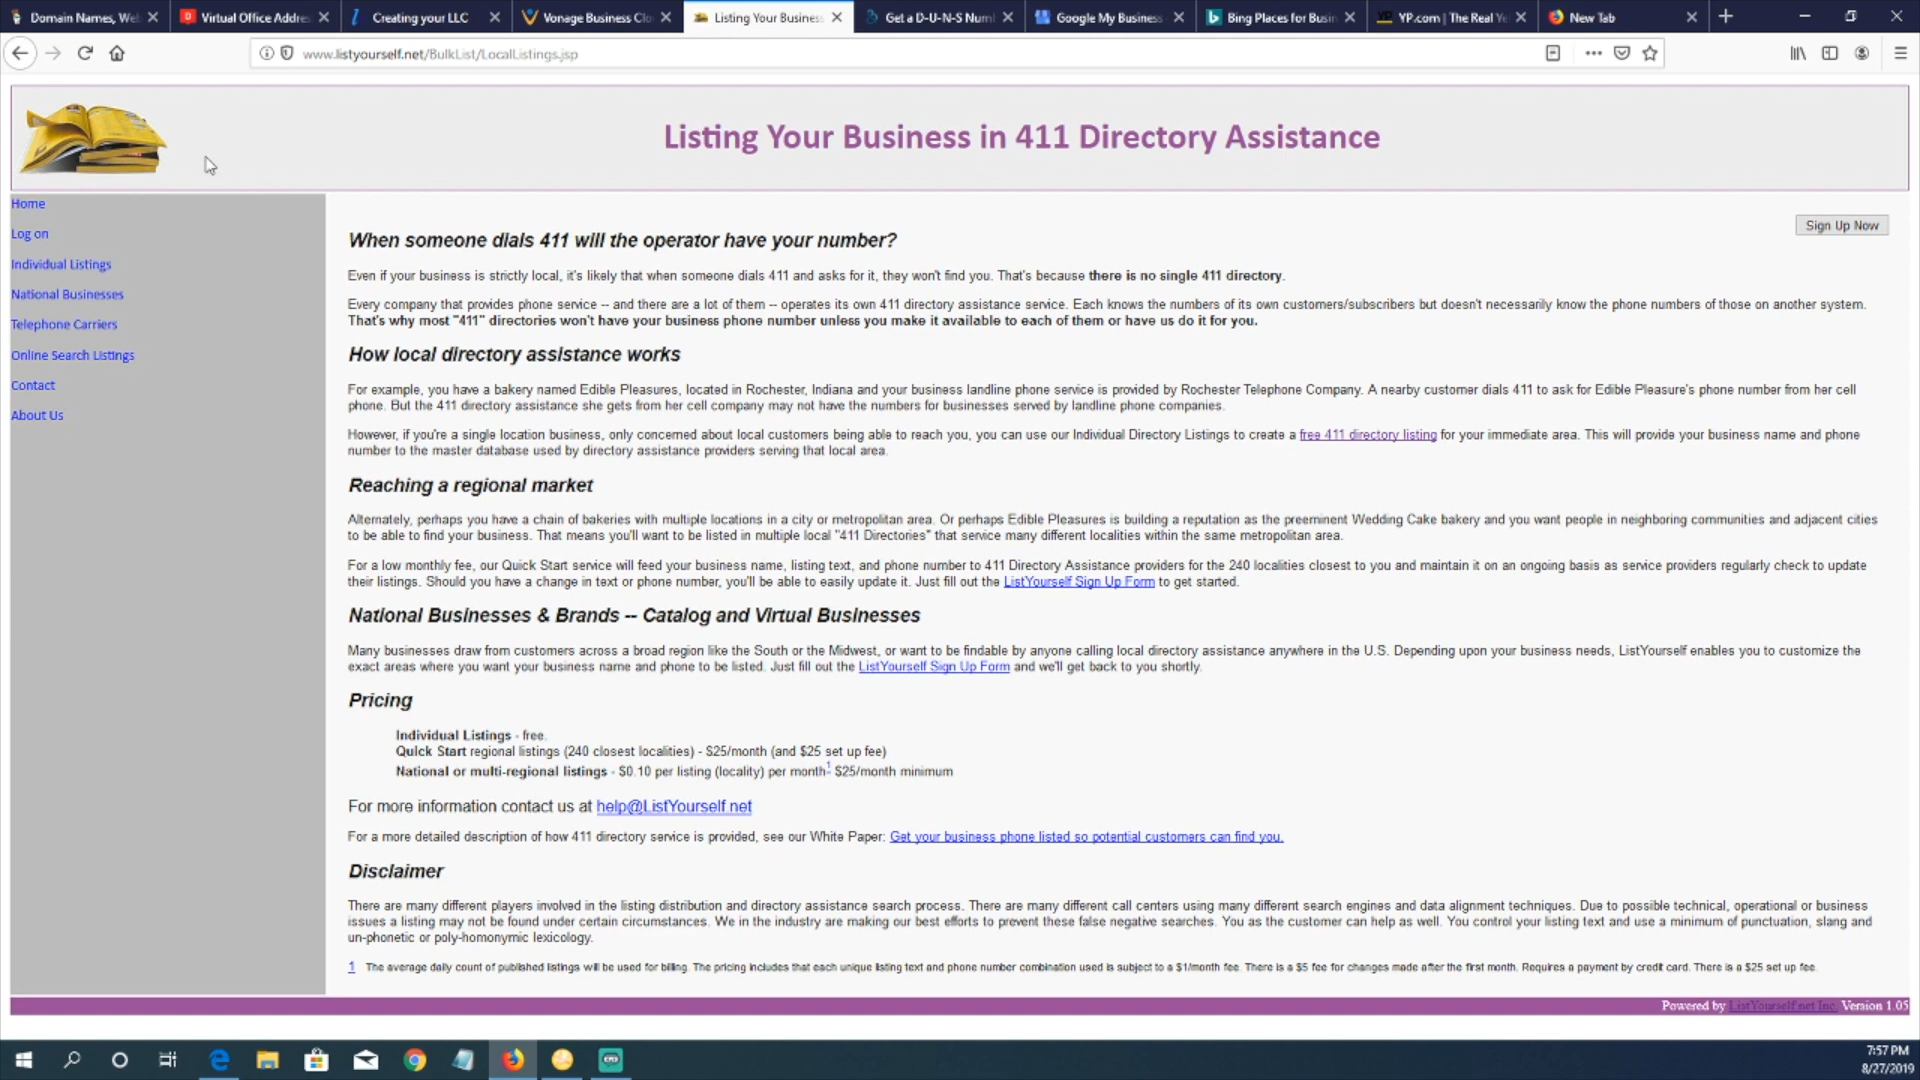 Domain Names, Web
Virtual Office Addre
Creating your LLC
Vonage Business Clo
Listing Your Business
Get a D-U-N-S Num
Google My Business
Bing Places for Busin
YP.com | The Real Ye
New Tab
www.listyourself.net/BulkList/LocalListings.jsp
Listing Your Business in 411 Directory Assistance
Home
Log on
Individual Listings
National Businesses
Telephone Carriers
Online Search Listings
Contact
About Us
Sign Up Now
When someone dials 411 will the operator have your number?
Even if your business is strictly local, it's likely that when someone dials 411 and asks for it, they won't find you. That's because there is no single 411 directory.
Every company that provides phone service -- and there are a lot of them -- operates its own 411 directory assistance service. Each knows the numbers of its own customers/subscribers but doesn't necessarily know the phone numbers of those on another system.
That's why most "411" directories won't have your business phone number unless you make it available to each of them or have us do it for you.
How local directory assistance works
For example, you have a bakery named Edible Pleasures, located in Rochester, Indiana and your business landline phone service is provided by Rochester Telephone Company. A nearby customer dials 411 to ask for Edible Pleasure's phone number from her cell
phone. But the 411 directory assistance she gets from her cell company may not have the numbers for businesses served by landline phone companies.
However, if you're a single location business, only concerned about local customers being able to reach you, you can use our Individual Directory Listings to create a free 411 directory listing for your immediate area. This will provide your business name and phone
number to the master database used by directory assistance providers serving that local area.
Reaching a regional market
Alternately, perhaps you have a chain of bakeries with multiple locations in a city or metropolitan area. Or perhaps Edible Pleasures is building a reputation as the preeminent Wedding Cake bakery and you want people in neighboring communities and adjacent cities
to be able to find your business. That means you'll want to be listed in multiple local "411 Directories" that service many different localities within the same metropolitan area.
For a low monthly fee, our Quick Start service will feed your business name, listing text, and phone number to 411 Directory Assistance providers for the 240 localities closest to you and maintain it on an ongoing basis as service providers regularly check to update
their listings. Should you have a change in text or phone number, you'll be able to easily update it. Just fill out the ListYourself Sign Up Form to get started.
National Businesses & Brands -- Catalog and Virtual Businesses
Many businesses draw from customers across a broad region like the South or the Midwest, or want to be findable by anyone calling local directory assistance anywhere in the U.S. Depending upon your business needs, ListYourself enables you to customize the
exact areas where you want your business name and phone to be listed. Just fill out the ListYourself Sign Up Form and we'll get back to you shortly.
Pricing
Individual Listings - free.
Quick Start regional listings (240 closest localities) - $25/month (and $25 set up fee)
National or multi-regional listings - $0.10 per listing (locality) per month1 $25/month minimum
For more information contact us at help@ListYourself.net
For a more detailed description of how 411 directory service is provided, see our White Paper: Get your business phone listed so potential customers can find you.
Disclaimer
There are many different players involved in the listing distribution and directory assistance search process. There are many different call centers using many different search engines and data alignment techniques. Due to possible technical, operational or business
issues a listing may not be found under certain circumstances. We in the industry are making our best efforts to prevent these false negative searches. You as the customer can help as well. You control your listing text and use a minimum of punctuation, slang and
un-phonetic or poly-homonymic lexicology.
1 The average daily count of published listings will be used for billing. The pricing includes that each unique listing text and phone number combination used is subject to a $1/month fee. There is a $5 fee for changes made after the first month. Requires a payment by credit card. There is a $25 set up fee.
Powered by ListYourself.net Inc. Version 1.05
7:57 PM
8/27/2019